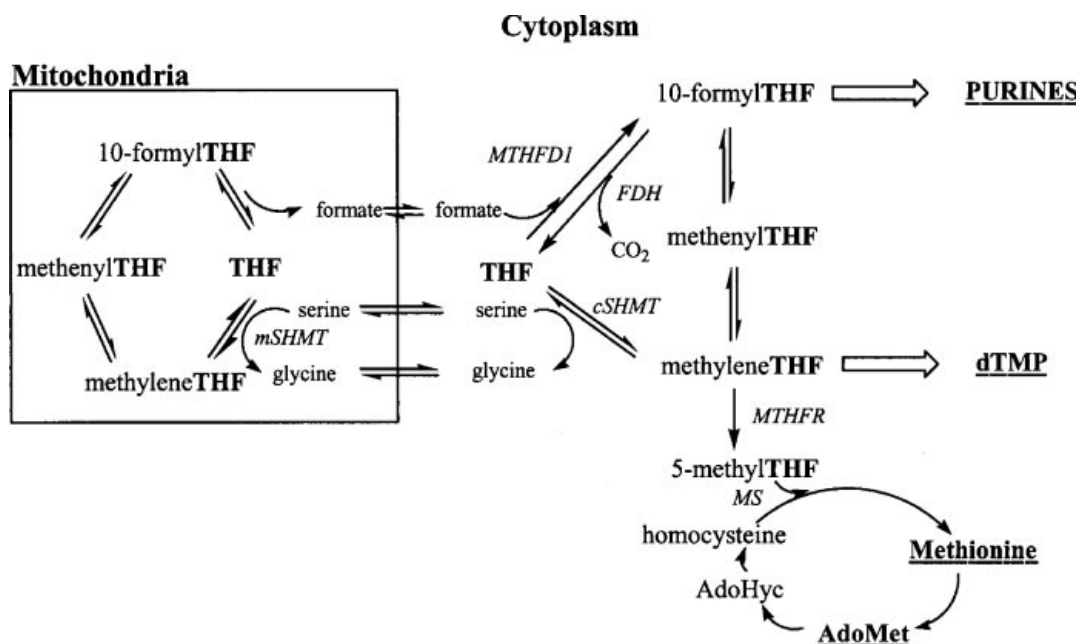 Cytoplasm
Mitochondria
10-formylTHF
PURINES
10-formylTHF
MTHFD1
FDH
formate
formate
CO2
methenylTHF
methenylTHF
THF
THF
serine
serine
cSHMT
mSHMT
glycine
glycine
methyleneTHF
methyleneTHF
dTMP
MTHFR
5-methylTHF
MS
homocysteine
Methionine
AdoHyc
AdoMet